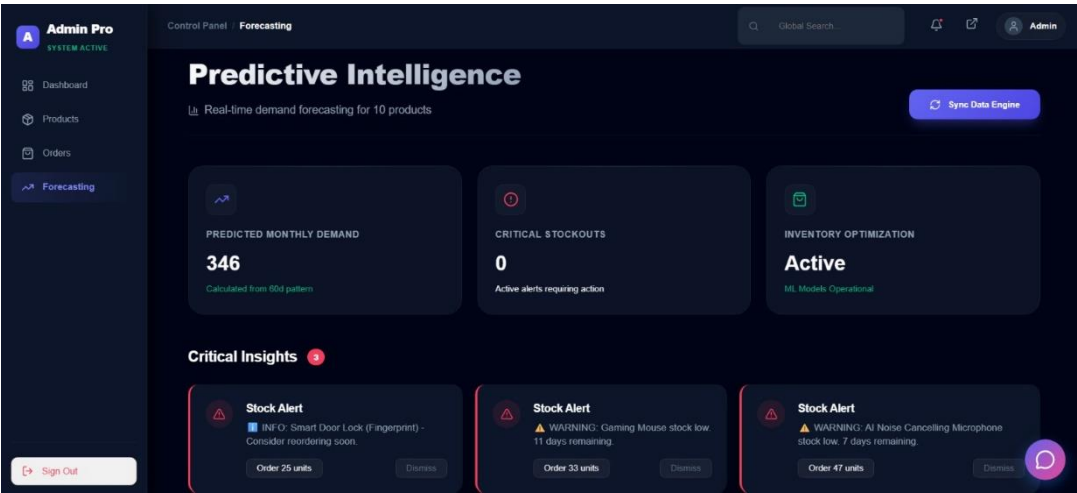 A
Admin Pro
SYSTEM ACTIVE
Control Panel / Forecasting
Global Search...
Admin
Dashboard
Products
Orders
Forecasting
Sign Out
Predictive Intelligence
Real-time demand forecasting for 10 products
Sync Data Engine
PREDICTED MONTHLY DEMAND
346
Calculated from 60d pattern
CRITICAL STOCKOUTS
0
Active alerts requiring action
INVENTORY OPTIMIZATION
Active
ML Models Operational
Critical Insights 3
Stock Alert
ℹ️ INFO: Smart Door Lock (Fingerprint) -
Consider reordering soon.
Order 25 units
Dismiss
Stock Alert
⚠️ WARNING: Gaming Mouse stock low.
11 days remaining.
Order 33 units
Dismiss
Stock Alert
⚠️ WARNING: AI Noise Cancelling Microphone
stock low. 7 days remaining.
Order 47 units
Dismiss